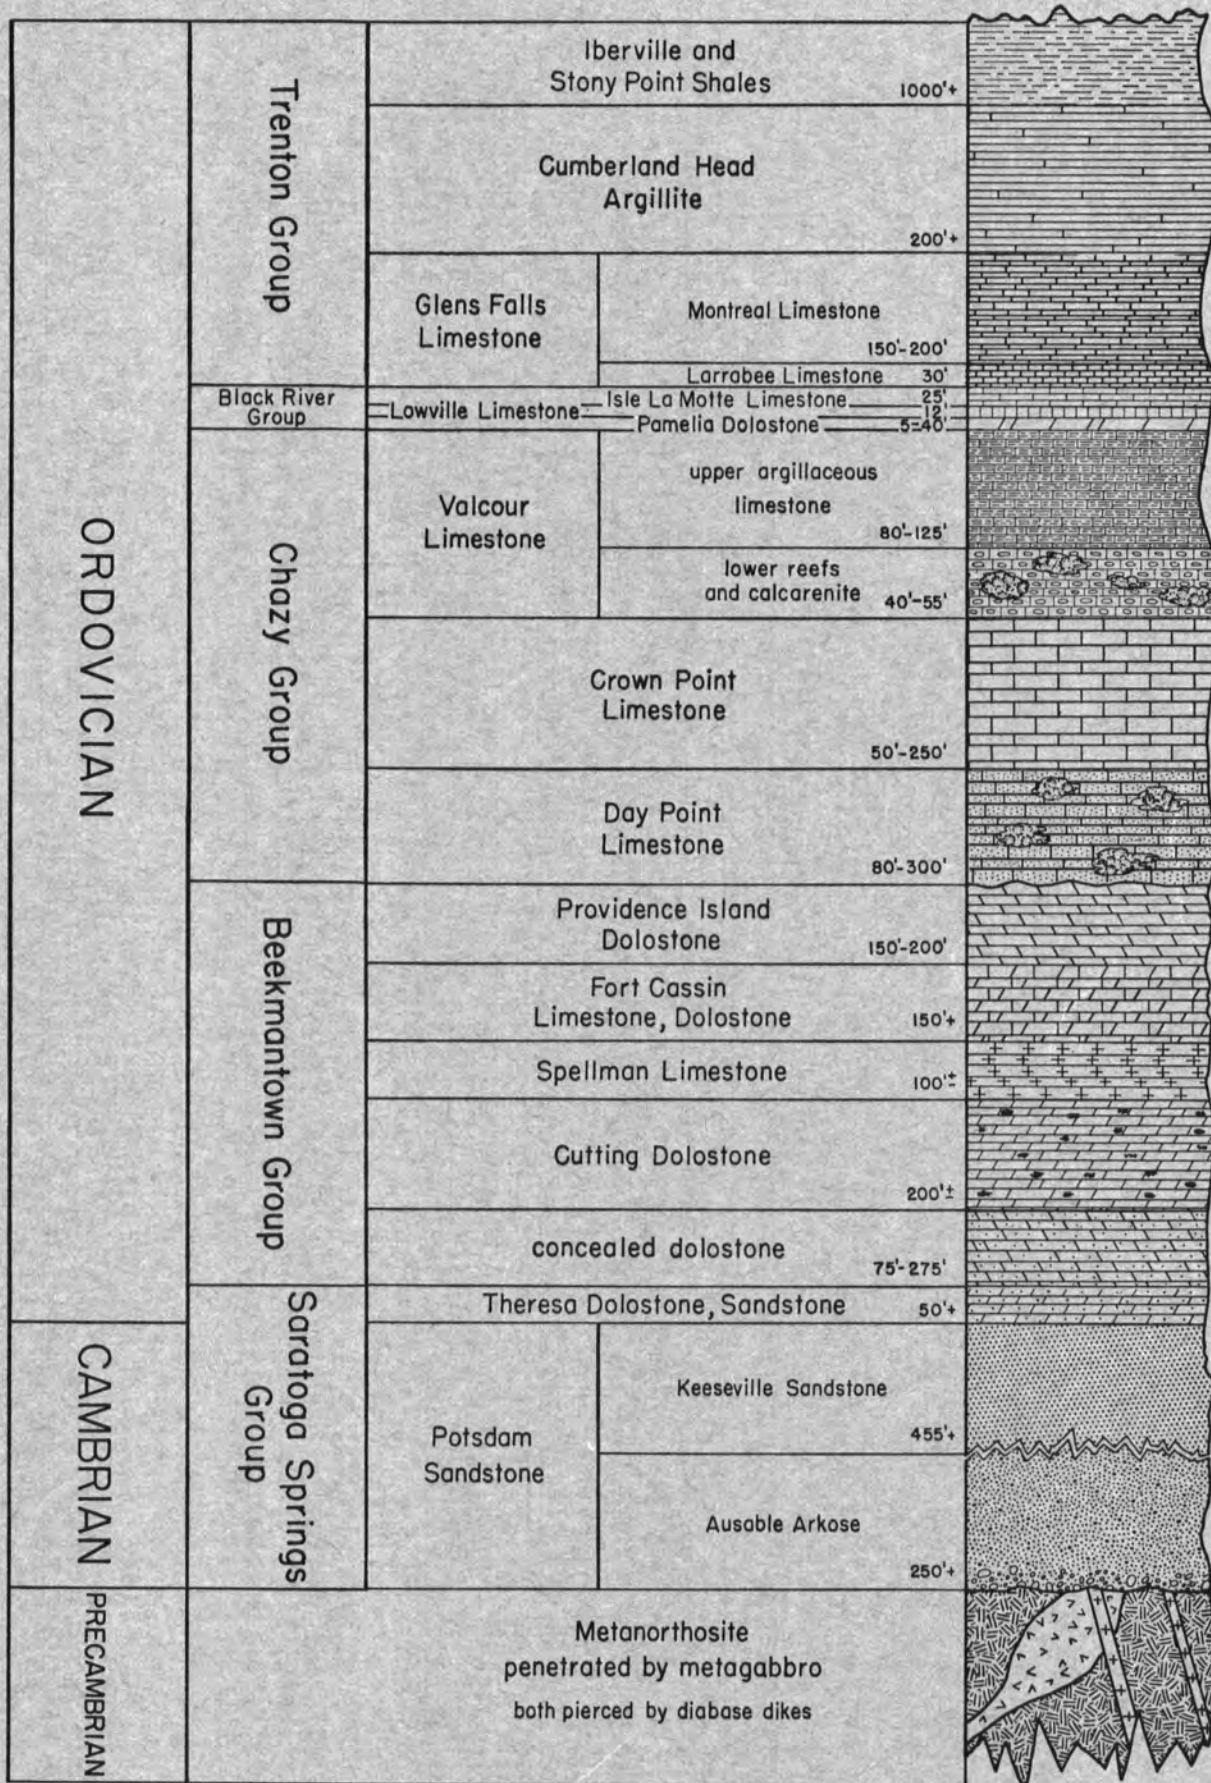 ORDOVICIAN
CAMBRIAN
PRECAMBRIAN
Trenton Group
Black River
Group
Chazy Group
Beekmantown Group
Saratoga Springs
Group
Iberville and
Stony Point Shales
1000'+
Cumberland Head
Argillite
200'+
Glens Falls
Limestone
Montreal Limestone
150'-200'
Larrabee Limestone 30'
Isle La Motte Limestone 25'
Lowville Limestone 12'
Pamelia Dolostone 5-40'
Valcour
Limestone
upper argillaceous
limestone
80'-125'
lower reefs
and calcarenite 40'-55'
Crown Point
Limestone
50'-250'
Day Point
Limestone
80'-300'
Providence Island
Dolostone
150'-200'
Fort Cassin
Limestone, Dolostone 150'+
Spellman Limestone
100'±
Cutting Dolostone
200'±
concealed dolostone
75'-275'
Theresa Dolostone, Sandstone 50'+
Potsdam
Sandstone
Keeseville Sandstone
455'+
Ausable Arkose
250'+
Metanorthosite
penetrated by metagabbro
both pierced by diabase dikes